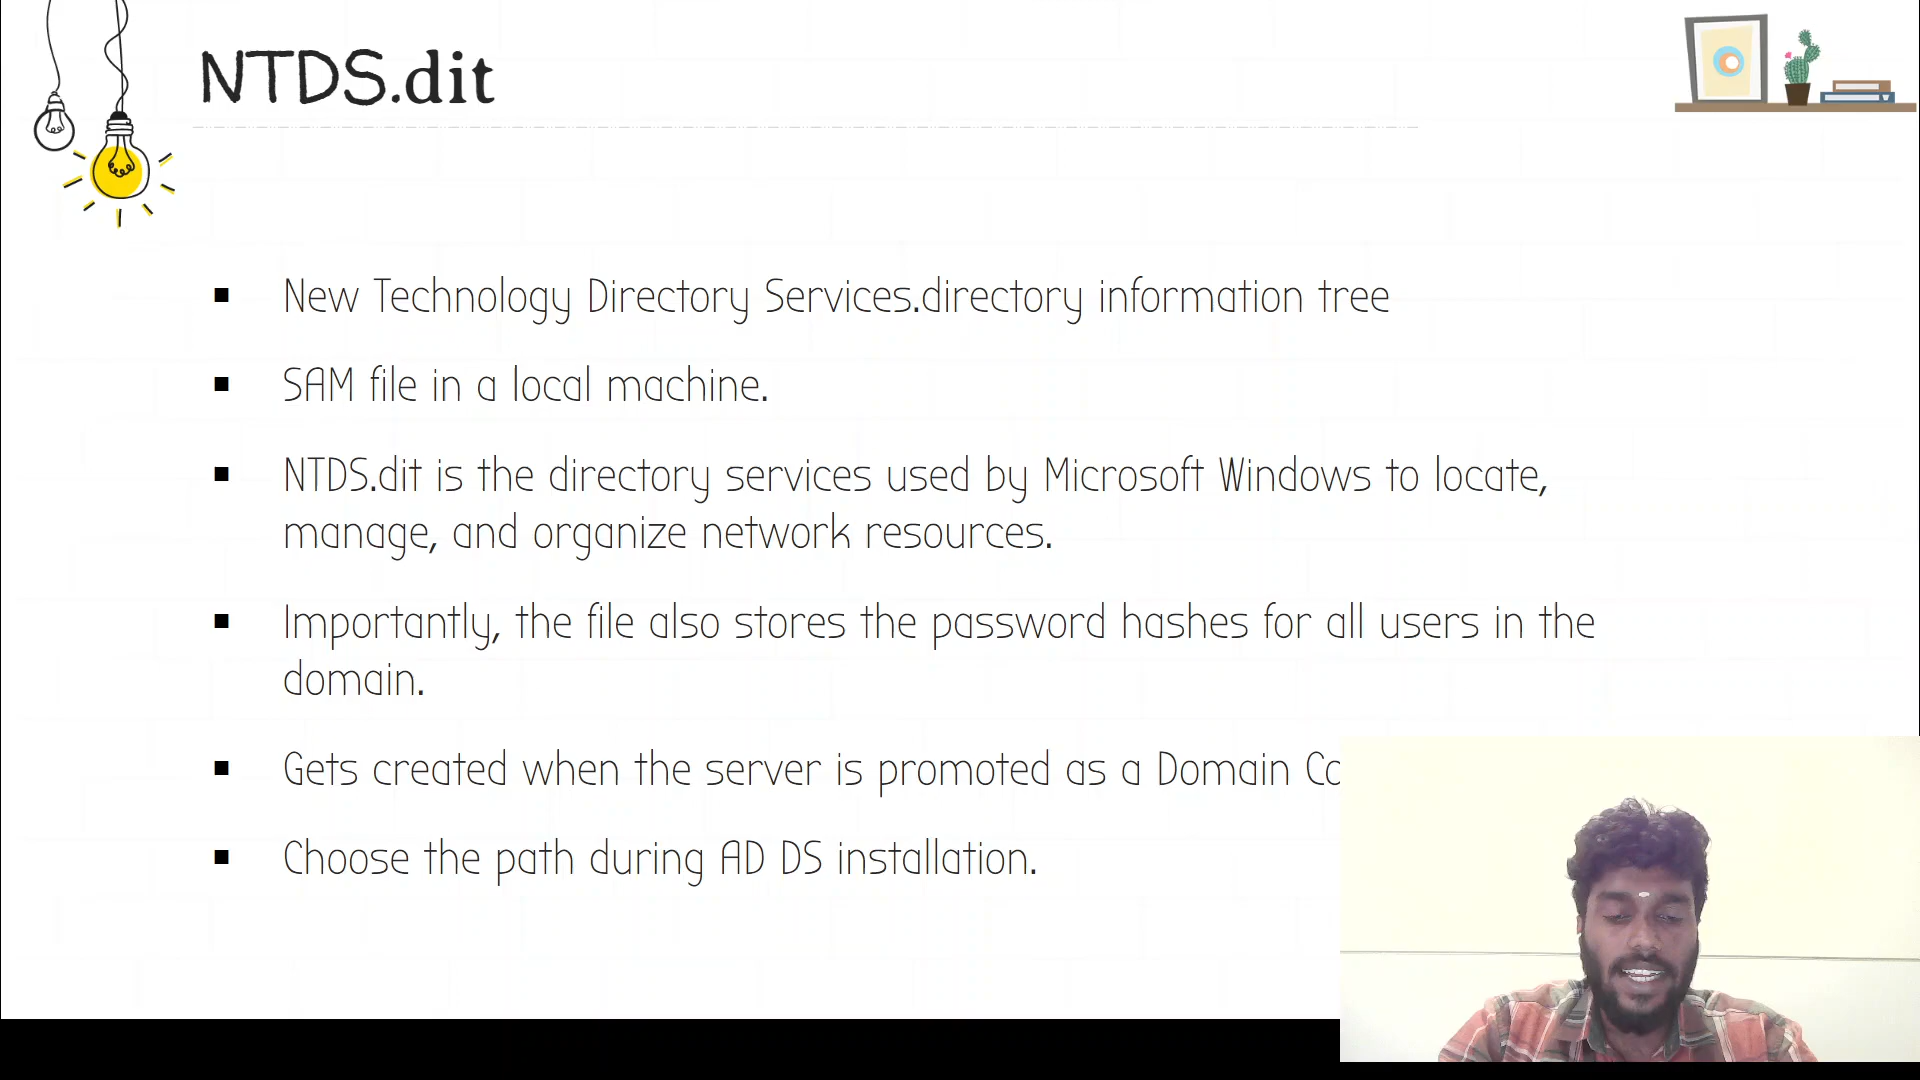 NTDS.dit
New Technology Directory Services.directory information tree
SAM file in a local machine.
NTDS.dit is the directory services used by Microsoft Windows to locate,
manage, and organize network resources.
Importantly, the file also stores the password hashes for all users in the
domain.
Gets created when the server is promoted as a Domain Co
Choose the path during AD DS installation.